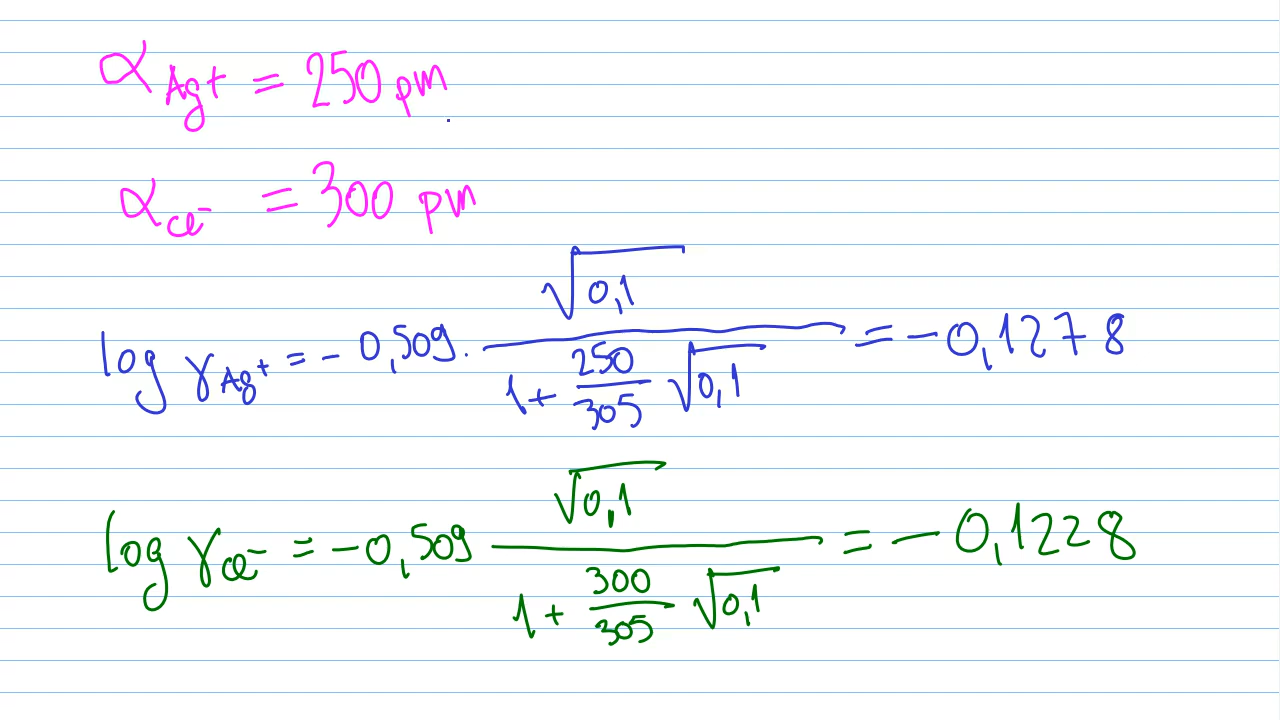 α Ag+ = 250 pm
α Cl- = 300 pm
log γ Ag+ = - 0,509. √0,1 / (1 + 250/305 √0,1) = - 0,1278
log γ Cl- = - 0,509 √0,1 / (1 + 300/305 √0,1) = - 0,1228